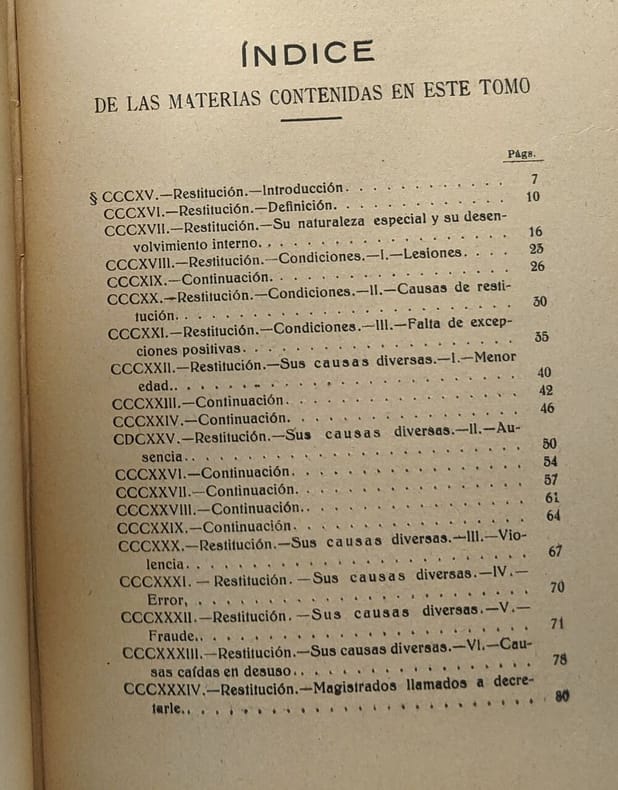 ÍNDICE
DE LAS MATERIAS CONTENIDAS EN ESTE TOMO
Págs.
§ CCCXV.—Restitución.—Introducción. . . . . . . . . . 7
CCCXVI.—Restitución.—Definición. . . . . . . . . . . 10
CCCXVII.—Restitución.—Su naturaleza especial y su desen-
volvimiento interno. . . . . . . . . . . . . . . . 16
CCCXVIII.—Restitución.—Condiciones.—I.—Lesiones. . . . 25
CCCXIX.—Continuación. . . . . . . . . . . . . . . 26
CCCXX.—Restitución.—Condiciones.—II.—Causas de resti-
tución. . . . . . . . . . . . . . . . . . . . . 30
CCCXXI.—Restitución.—Condiciones.—III.—Falta de excep-
ciones positivas. . . . . . . . . . . . . . . . . 35
CCCXXII.—Restitución.—Sus causas diversas.—I.—Menor
edad.. . . . . . . . . . . . . . . . . . . . . 40
CCCXXIII.—Continuación. . . . . . . . . . . . . . 42
CCCXXIV.—Continuación. . . . . . . . . . . . . . 46
CDCXXV.—Restitución.—Sus causas diversas.—II.—Au-
sencia.. . . . . . . . . . . . . . . . . . . . 50
CCCXXVI.—Continuación. . . . . . . . . . . . . . 54
CCCXXVII.—Continuación. . . . . . . . . . . . . . 57
CCCXXVIII.—Continuación.. . . . . . . . . . . . . 61
CCCXXIX.—Continuación. . . . . . . . . . . . . . 64
CCCXXX.—Restitución.—Sus causas diversas.—III.—Vio-
lencia. . . . . . . . . . . . . . . . . . . . . 67
CCCXXXI.—Restitución.—Sus causas diversas.—IV.—
Error, . . . . . . . . . . . . . . . . . . . . 70
CCCXXXII.—Restitución.—Sus causas diversas.—V.—
Fraude.. . . . . . . . . . . . . . . . . . . . 71
CCCXXXIII.—Restitución.—Sus causas diversas.—VI.—Cau-
sas caídas en desuso.. . . . . . . . . . . . . . 78
CCCXXXIV.—Restitución.—Magistrados llamados a decre-
tarle.. . . . . . . . . . . . . . . . . . . . . 80